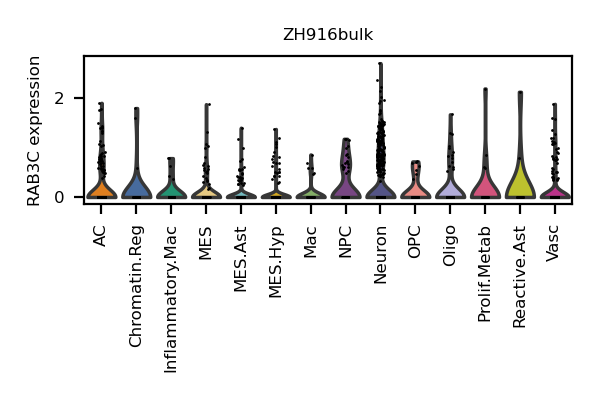 ZH916bulk
RAB3C expression
2
0
AC
Chromatin.Reg
Inflammatory.Mac
MES
MES.Ast
MES.Hyp
Mac
NPC
Neuron
OPC
Oligo
Prolif.Metab
Reactive.Ast
Vasc